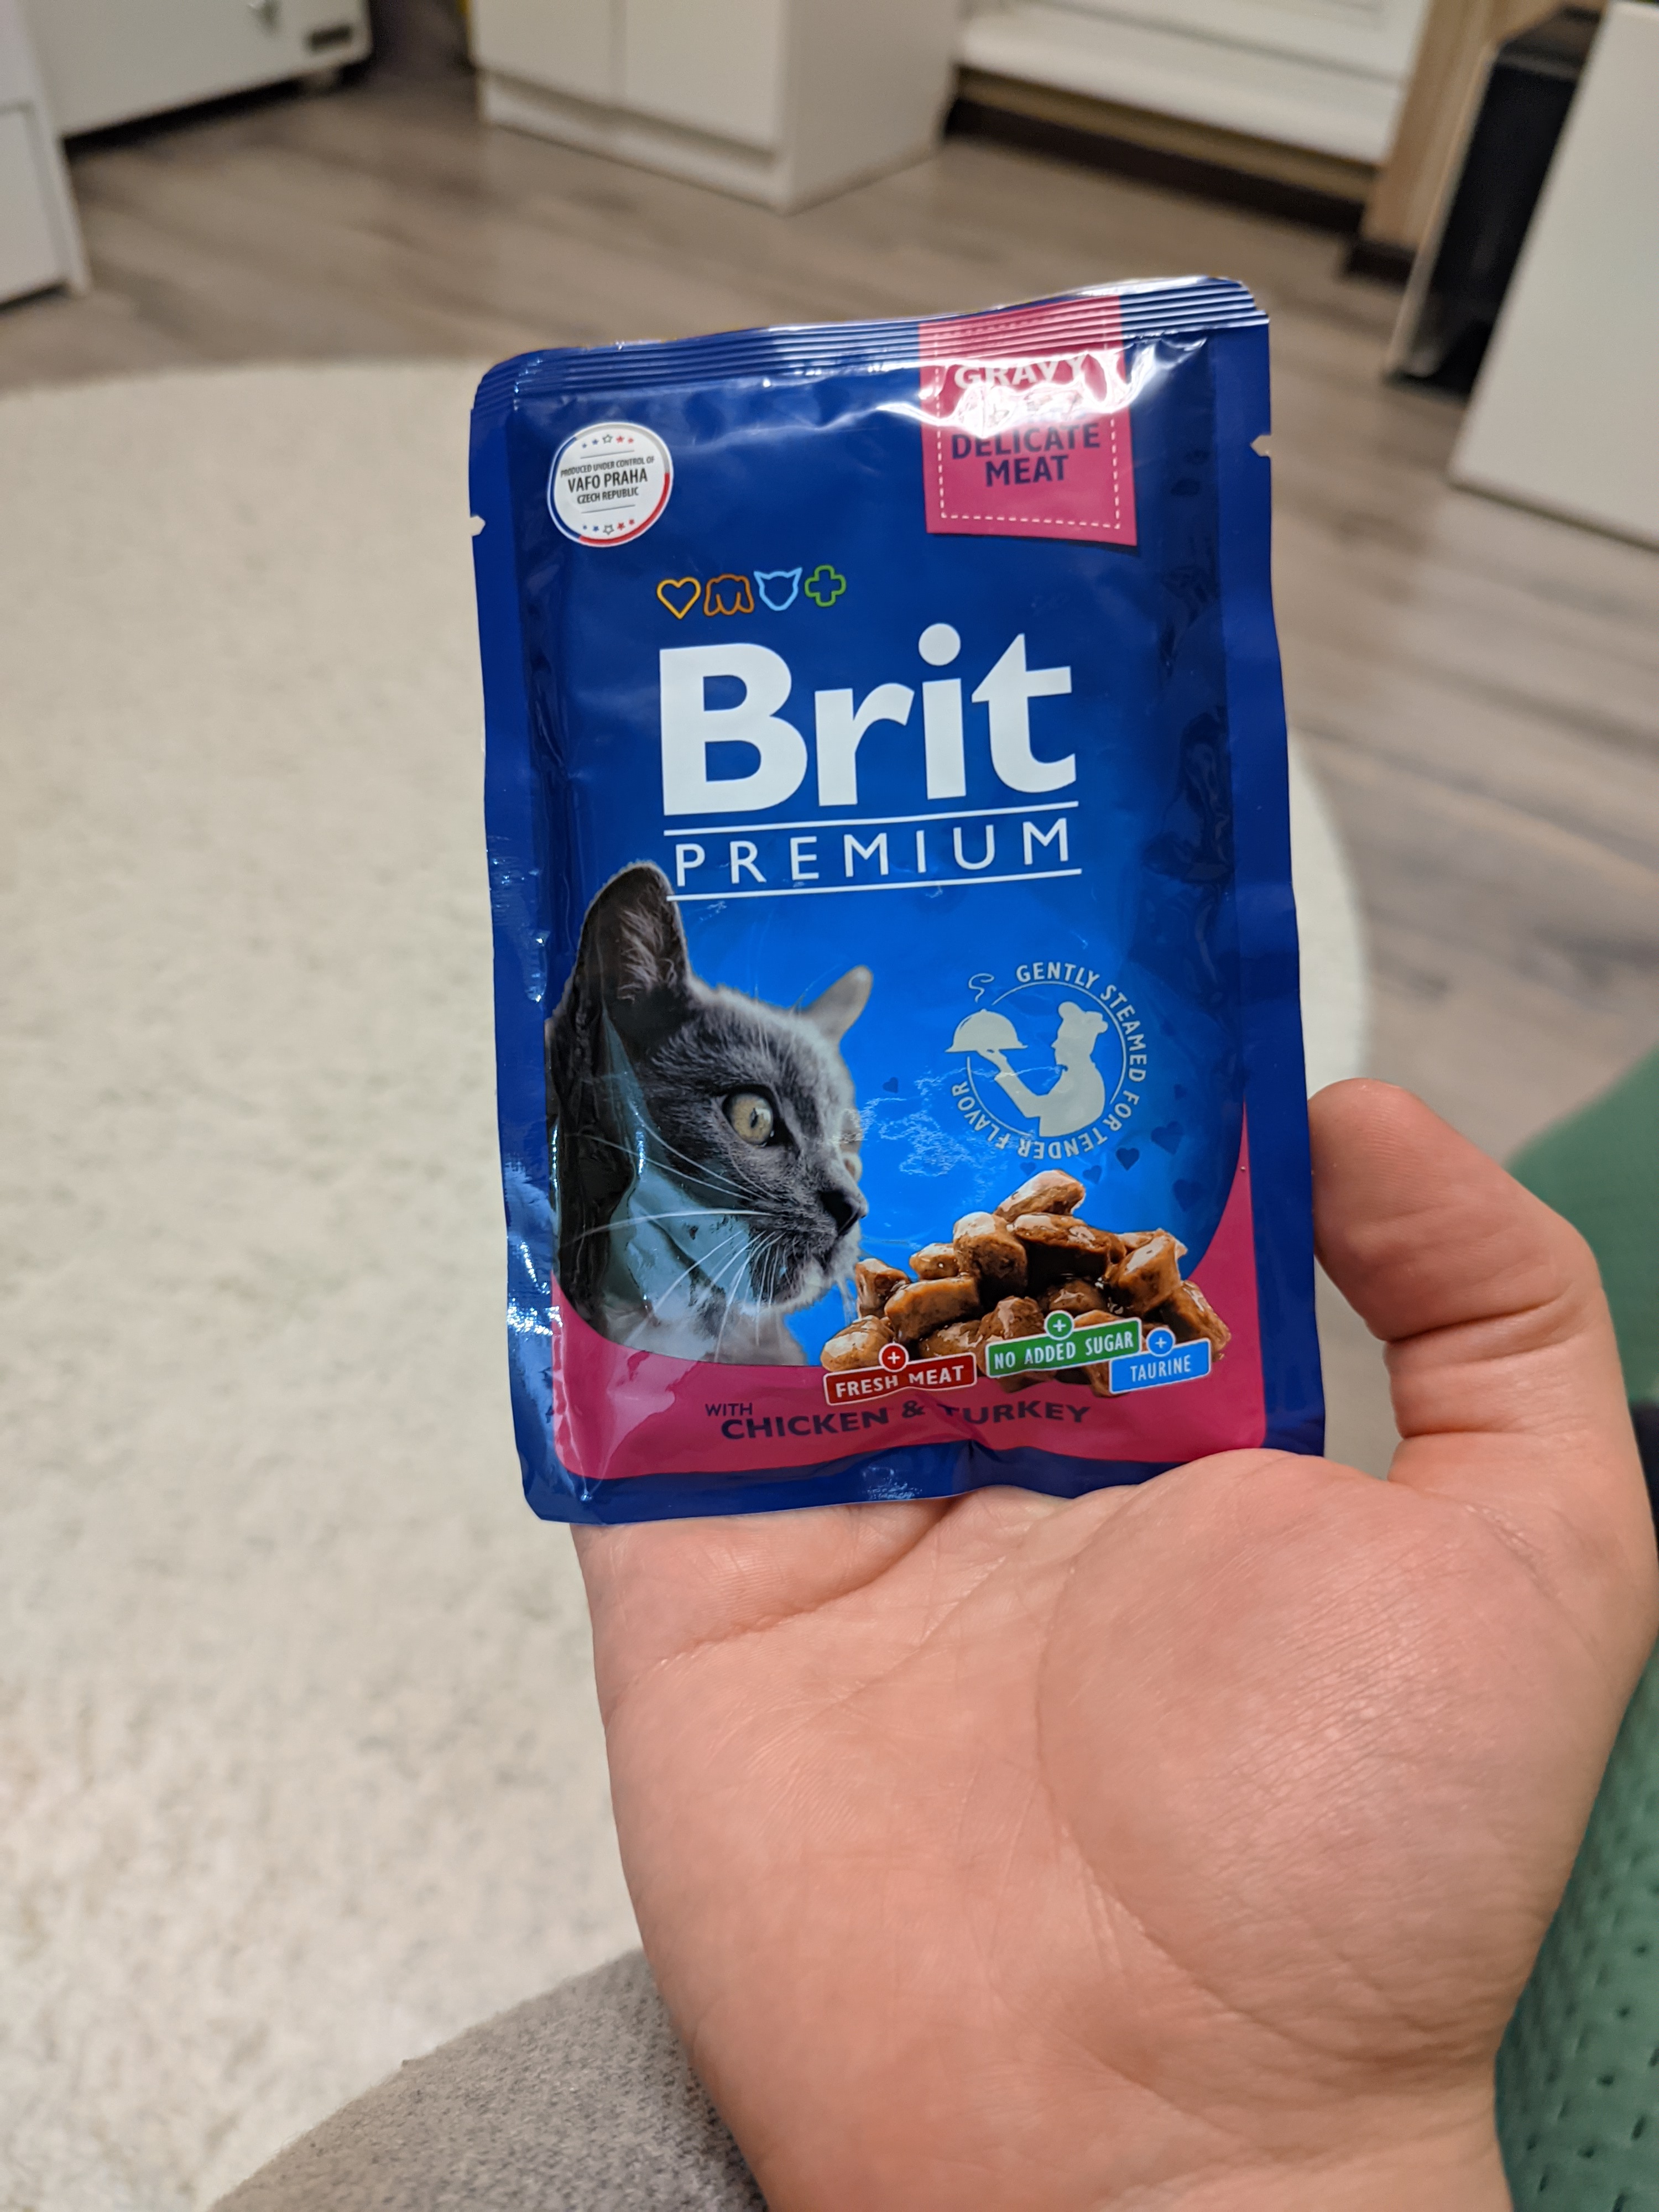 PRODUCED UNDER CONTROL OF
VAFO PRAHA
CZECH REPUBLIC
GRAVY
DELICATE
MEAT
Brit
PREMIUM
GENTLY STEAMED FOR TENDER FLAVOR
FRESH MEAT
NO ADDED SUGAR
TAURINE
WITH
CHICKEN & TURKEY